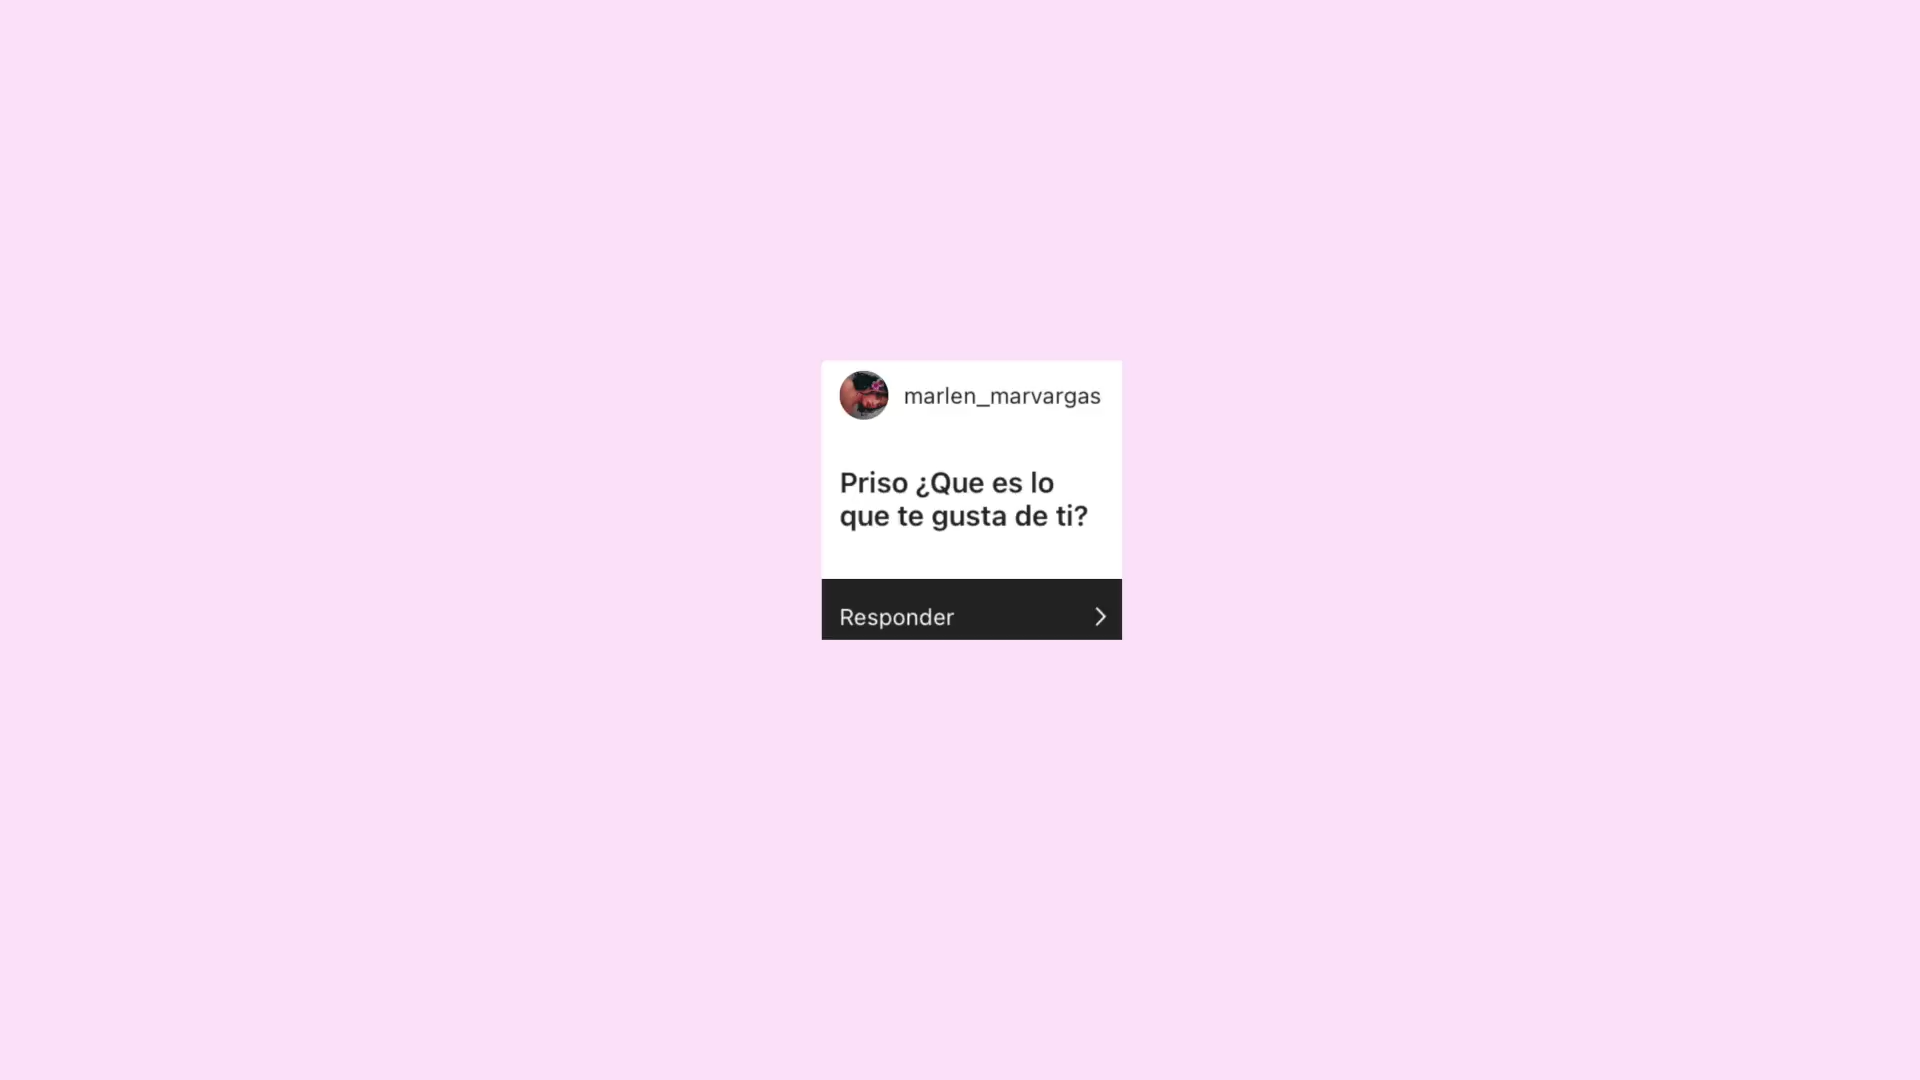 marlen_marvargas
Priso ¿Que es lo
que te gusta de ti?
Responder